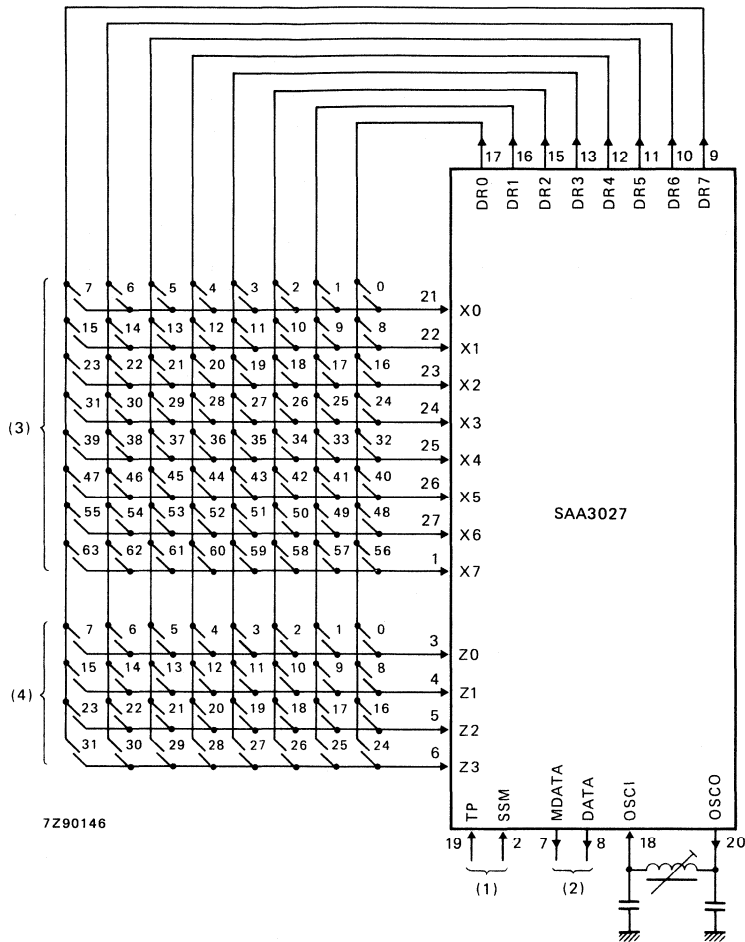 17 16 15 13 12 11 10 9
DR0 DR1 DR2 DR3 DR4 DR5 DR6 DR7
7 6 5 4 3 2 1 0 21 X0
15 14 13 12 11 10 9 8 22 X1
23 22 21 20 19 18 17 16 23 X2
31 30 29 28 27 26 25 24 24 X3
(3)
39 38 37 36 35 34 33 32 25 X4
47 46 45 44 43 42 41 40 26 X5
55 54 53 52 51 50 49 48 27 X6
SAA3027
63 62 61 60 59 58 57 56 1 X7
7 6 5 4 3 2 1 0 3 Z0
15 14 13 12 11 10 9 8 4 Z1
(4)
23 22 21 20 19 18 17 16 5 Z2
31 30 29 28 27 26 25 24 6 Z3
7Z90146
TP SSM MDATA DATA OSCI OSCO
19 2 7 8 18 20
(1) (2)